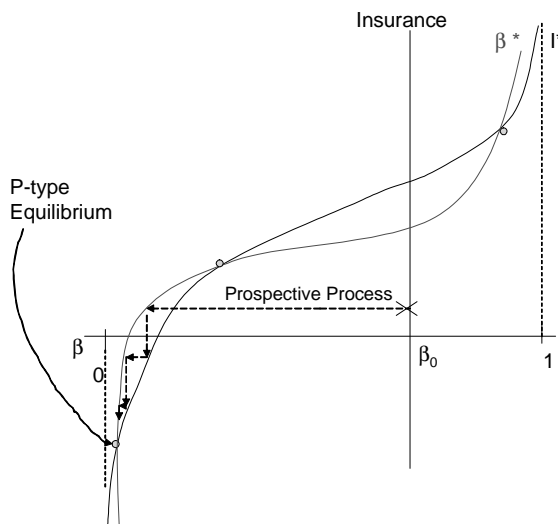 Insurance
β *
I*
P-type
Equilibrium
Prospective Process
β
0
β0
1